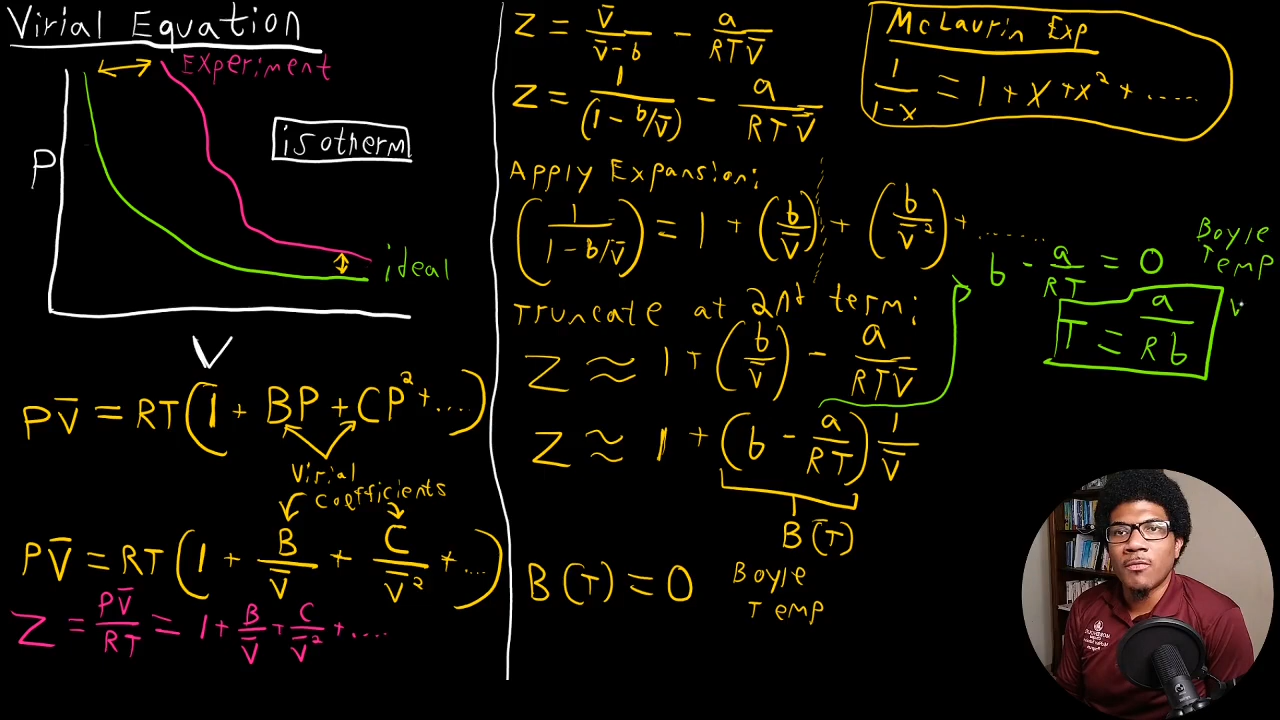 Virial Equation
Experiment
isotherm
P
ideal
V
PV̄ = RT(1 + BP + CP² + ....)
Virial
Coefficients
PV̄ = RT(1 + B/V̄ + C/V̄² + ....)
Z = PV̄/RT = 1 + B/V̄ + C/V̄² + ....
Z = V̄/(V̄ - b) - a/(RTV̄)
Z = 1/(1 - b/V̄) - a/(RTV̄)
Apply Expansion:
(1/(1 - b/V̄)) = 1 + (b/V̄) + (b/V̄²) + ........
Truncate at 2nd term:
Z ≈ 1 + (b/V̄) - a/(RTV̄)
Z ≈ 1 + (b - a/RT) 1/V̄
B(T)
B(T) = 0
Boyle
Temp
McLaurin Exp
1/(1-x) = 1 + x + x² + ......
b - a/RT = 0
Boyle
Temp
T = a/Rb